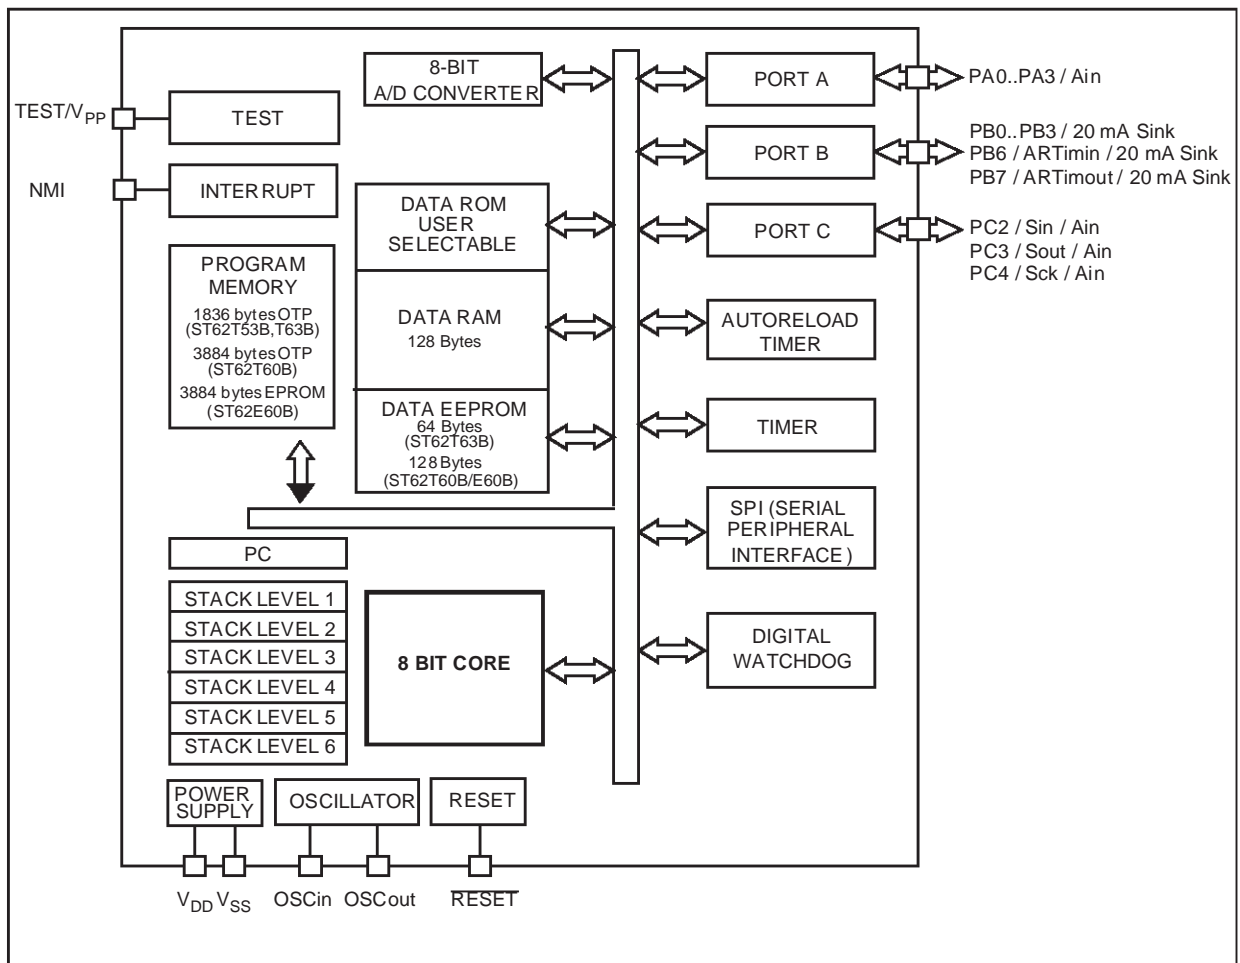 8-BIT
A/D CONVERTER
PORT A
PA0..PA3 / Ain
TEST/VPP
TEST
PB0..PB3 / 20 mA Sink
PORT B
PB6 / ARTimin / 20 mA Sink
PB7 / ARTimout / 20 mA Sink
NMI
INTERRUPT
DATA ROM
USER
SELECTABLE
PORT C
PC2 / Sin / Ain
PC3 / Sout / Ain
PC4 / Sck / Ain
PROGRAM
MEMORY
1836 bytes OTP
(ST62T53B,T63B)
3884 bytes OTP
(ST62T60B)
3884 bytes EPROM
(ST62E60B)
DATA RAM
128 Bytes
AUTORELOAD
TIMER
DATA EEPROM
64 Bytes
(ST62T63B)
128 Bytes
(ST62T60B/E60B)
TIMER
SPI (SERIAL
PERIPHERAL
INTERFACE)
PC
STACK LEVEL 1
STACK LEVEL 2
STACK LEVEL 3
STACK LEVEL 4
STACK LEVEL 5
STACK LEVEL 6
8 BIT CORE
DIGITAL
WATCHDOG
POWER
SUPPLY
OSCILLATOR
RESET
VDD VSS OSCin OSCout RESET